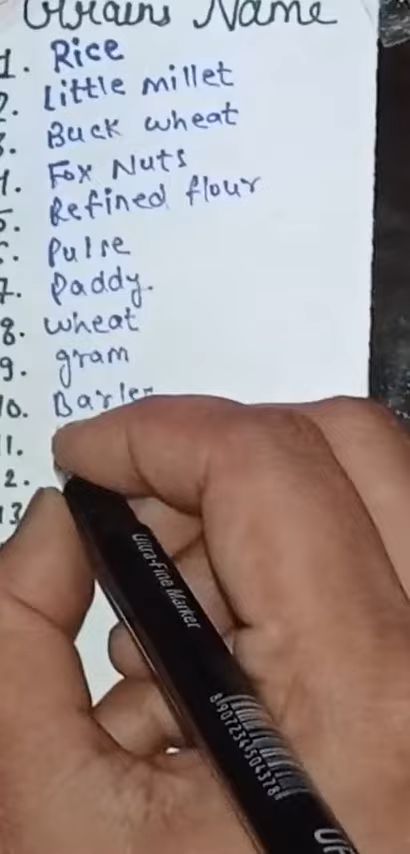 Grains Name
1. Rice
2. Little millet
3. Buck wheat
4. Fox Nuts
5. Refined flour
6. Pulse
7. Paddy.
8. wheat
9. gram
10. Barley
11.
12.
13
Ultra-Fine Marker